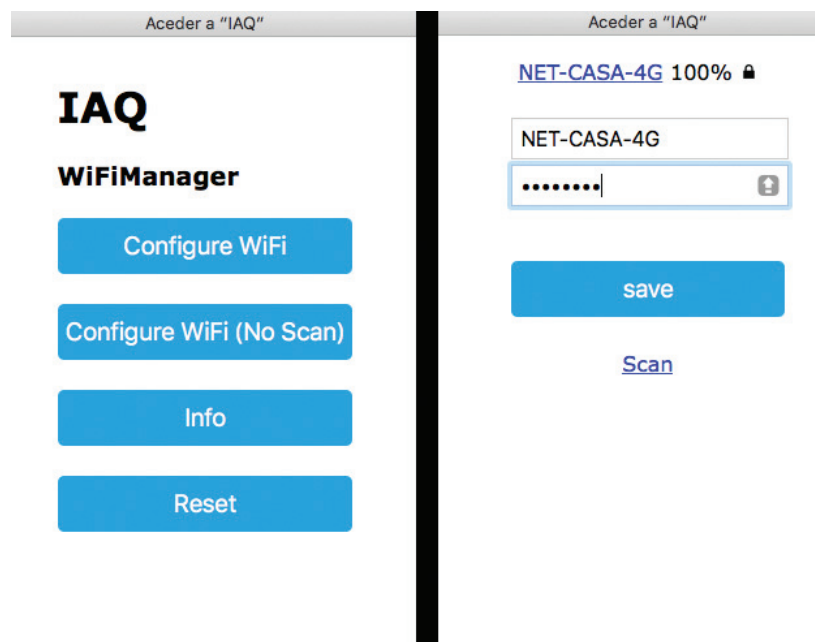 Aceder a “IAQ”
IAQ
WiFiManager
Configure WiFi
Configure WiFi (No Scan)
Info
Reset
Aceder a “IAQ”
NET-CASA-4G 100%
NET-CASA-4G
••••••••
save
Scan